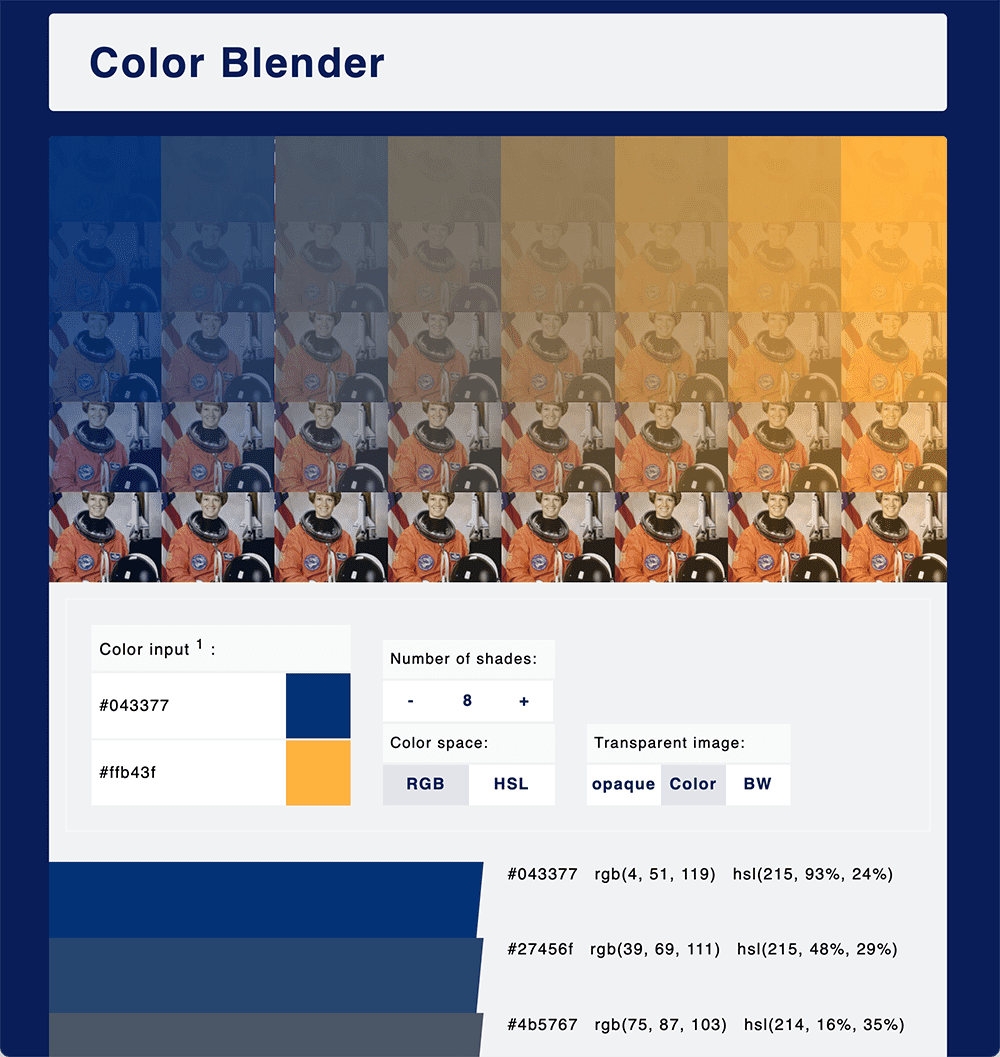 Color Blender
Color input 1 :
#043377
#ffb43f
Number of shades:
- 8 +
Color space:
RGB HSL
Transparent image:
opaque Color BW
#043377 rgb(4, 51, 119) hsl(215, 93%, 24%)
#27456f rgb(39, 69, 111) hsl(215, 48%, 29%)
#4b5767 rgb(75, 87, 103) hsl(214, 16%, 35%)